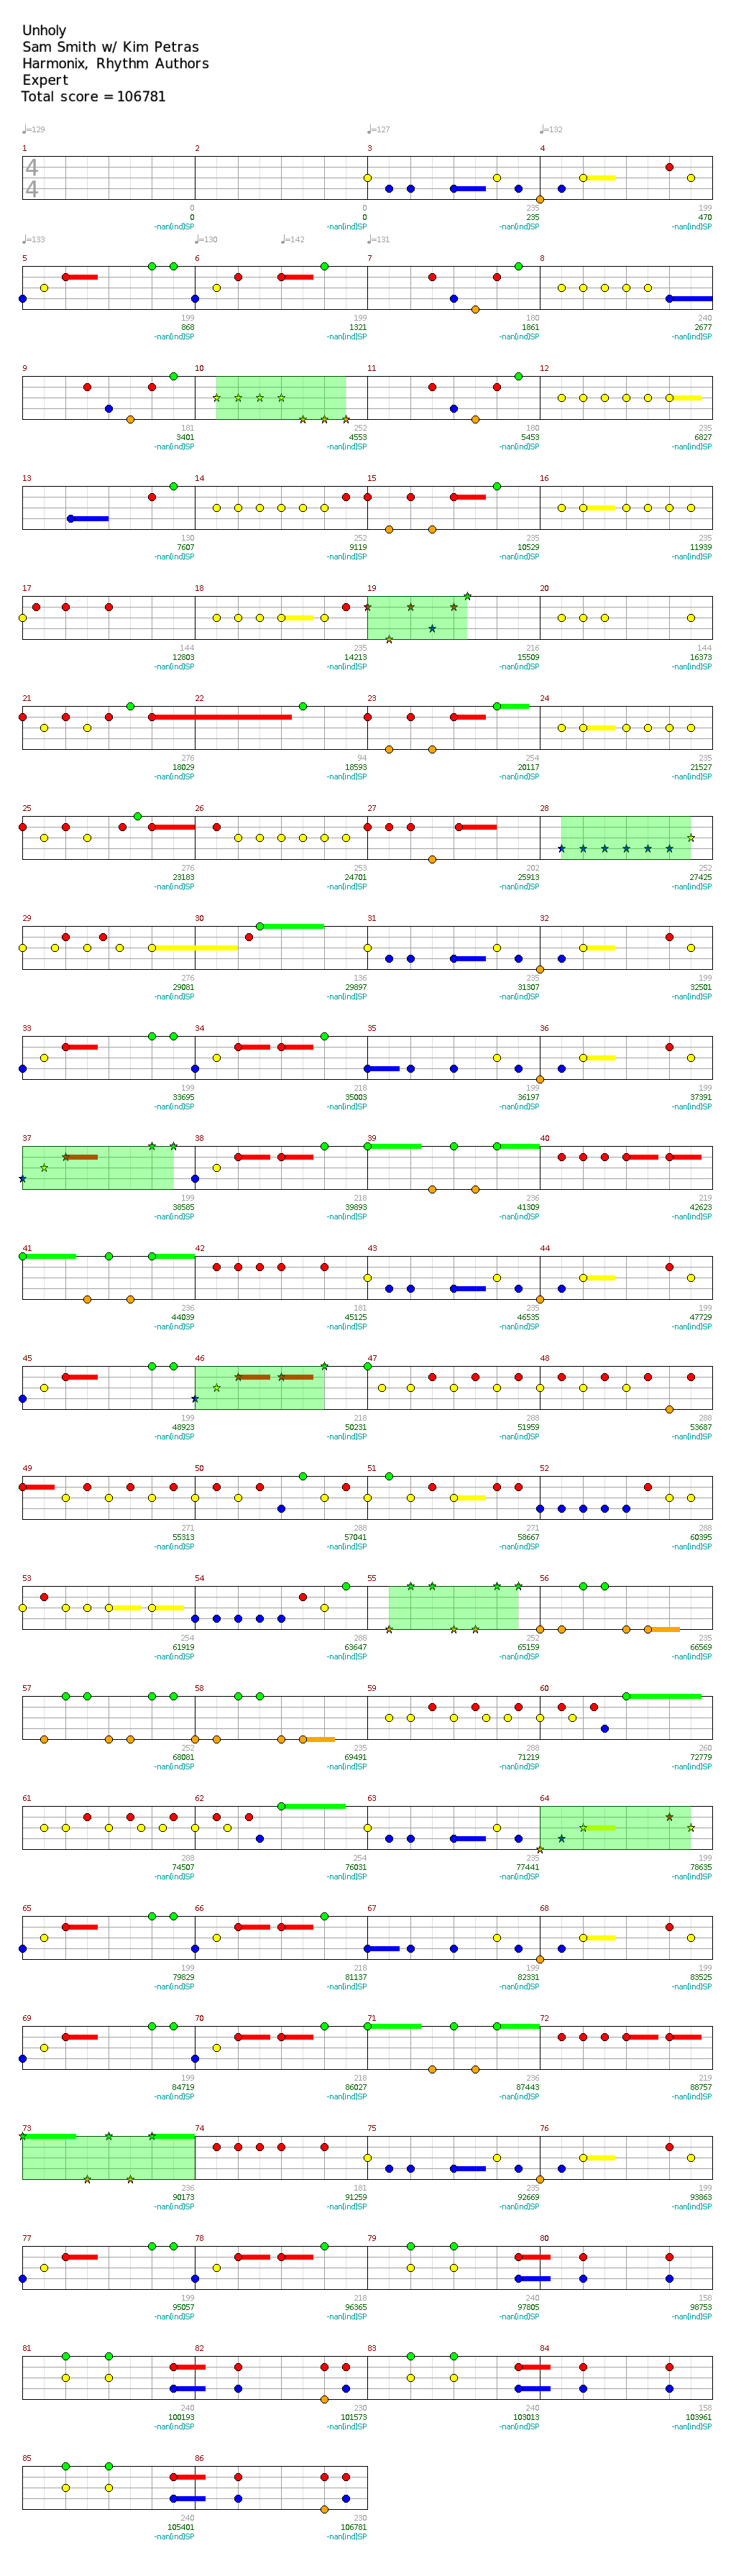 Unholy
Sam Smith w/ Kim Petras
Harmonix, Rhythm Authors
Expert
Total score = 106781
♩=129 ♩=127 ♩=132
1 2 3 4
4
4
0 235 199
0 0 235 470
-nan(ind)SP -nan(ind)SP -nan(ind)SP -nan(ind)SP
♩=133 ♩=130 ♩=142 ♩=131
5 6 7 8
199 199 180 240
868 1321 1861 2677
-nan(ind)SP -nan(ind)SP -nan(ind)SP -nan(ind)SP
9 10 11 12
181 252 180 235
3401 4553 5453 6827
-nan(ind)SP -nan(ind)SP -nan(ind)SP -nan(ind)SP
13 14 15 16
130 252 235 235
7607 9119 10529 11939
-nan(ind)SP -nan(ind)SP -nan(ind)SP -nan(ind)SP
17 18 19 20
144 235 216 144
12803 14213 15509 16373
-nan(ind)SP -nan(ind)SP -nan(ind)SP -nan(ind)SP
21 22 23 24
276 94 254 235
18029 18593 20117 21527
-nan(ind)SP -nan(ind)SP -nan(ind)SP -nan(ind)SP
25 26 27 28
276 253 202 252
23183 24701 25913 27425
-nan(ind)SP -nan(ind)SP -nan(ind)SP -nan(ind)SP
29 30 31 32
276 136 235 199
29081 29897 31307 32501
-nan(ind)SP -nan(ind)SP -nan(ind)SP -nan(ind)SP
33 34 35 36
199 218 199 199
33695 35003 36197 37391
-nan(ind)SP -nan(ind)SP -nan(ind)SP -nan(ind)SP
37 38 39 40
199 218 236 219
38585 39893 41309 42623
-nan(ind)SP -nan(ind)SP -nan(ind)SP -nan(ind)SP
41 42 43 44
236 181 235 199
44039 45125 46535 47729
-nan(ind)SP -nan(ind)SP -nan(ind)SP -nan(ind)SP
45 46 47 48
199 218 288 288
48923 50231 51959 53687
-nan(ind)SP -nan(ind)SP -nan(ind)SP -nan(ind)SP
49 50 51 52
271 288 271 288
55313 57041 58667 60395
-nan(ind)SP -nan(ind)SP -nan(ind)SP -nan(ind)SP
53 54 55 56
254 288 252 235
61919 63647 65159 66569
-nan(ind)SP -nan(ind)SP -nan(ind)SP -nan(ind)SP
57 58 59 60
252 235 288 260
68081 69491 71219 72779
-nan(ind)SP -nan(ind)SP -nan(ind)SP -nan(ind)SP
61 62 63 64
288 254 235 199
74507 76031 77441 78635
-nan(ind)SP -nan(ind)SP -nan(ind)SP -nan(ind)SP
65 66 67 68
199 218 199 199
79829 81137 82331 83525
-nan(ind)SP -nan(ind)SP -nan(ind)SP -nan(ind)SP
69 70 71 72
199 218 236 219
84719 86027 87443 88757
-nan(ind)SP -nan(ind)SP -nan(ind)SP -nan(ind)SP
73 74 75 76
236 181 235 199
90173 91259 92669 93863
-nan(ind)SP -nan(ind)SP -nan(ind)SP -nan(ind)SP
77 78 79 80
199 218 240 158
95057 96365 97805 98753
-nan(ind)SP -nan(ind)SP -nan(ind)SP -nan(ind)SP
81 82 83 84
240 230 240 158
100193 101573 103013 103961
-nan(ind)SP -nan(ind)SP -nan(ind)SP -nan(ind)SP
85 86
240 230
105401 106781
-nan(ind)SP -nan(ind)SP